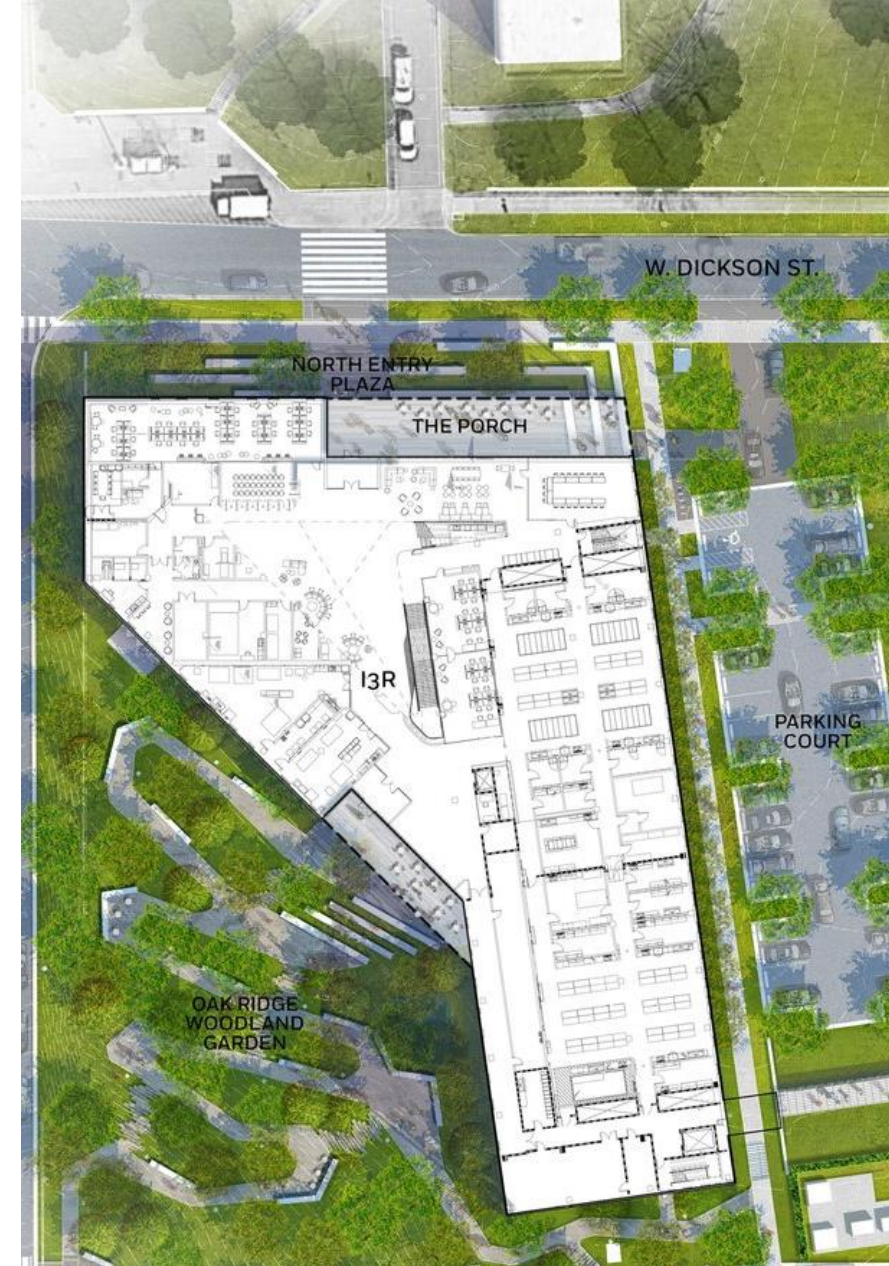 W. DICKSON ST.
NORTH ENTRY
PLAZA
THE PORCH
I3R
PARKING
COURT
OAK RIDGE
WOODLAND
GARDEN